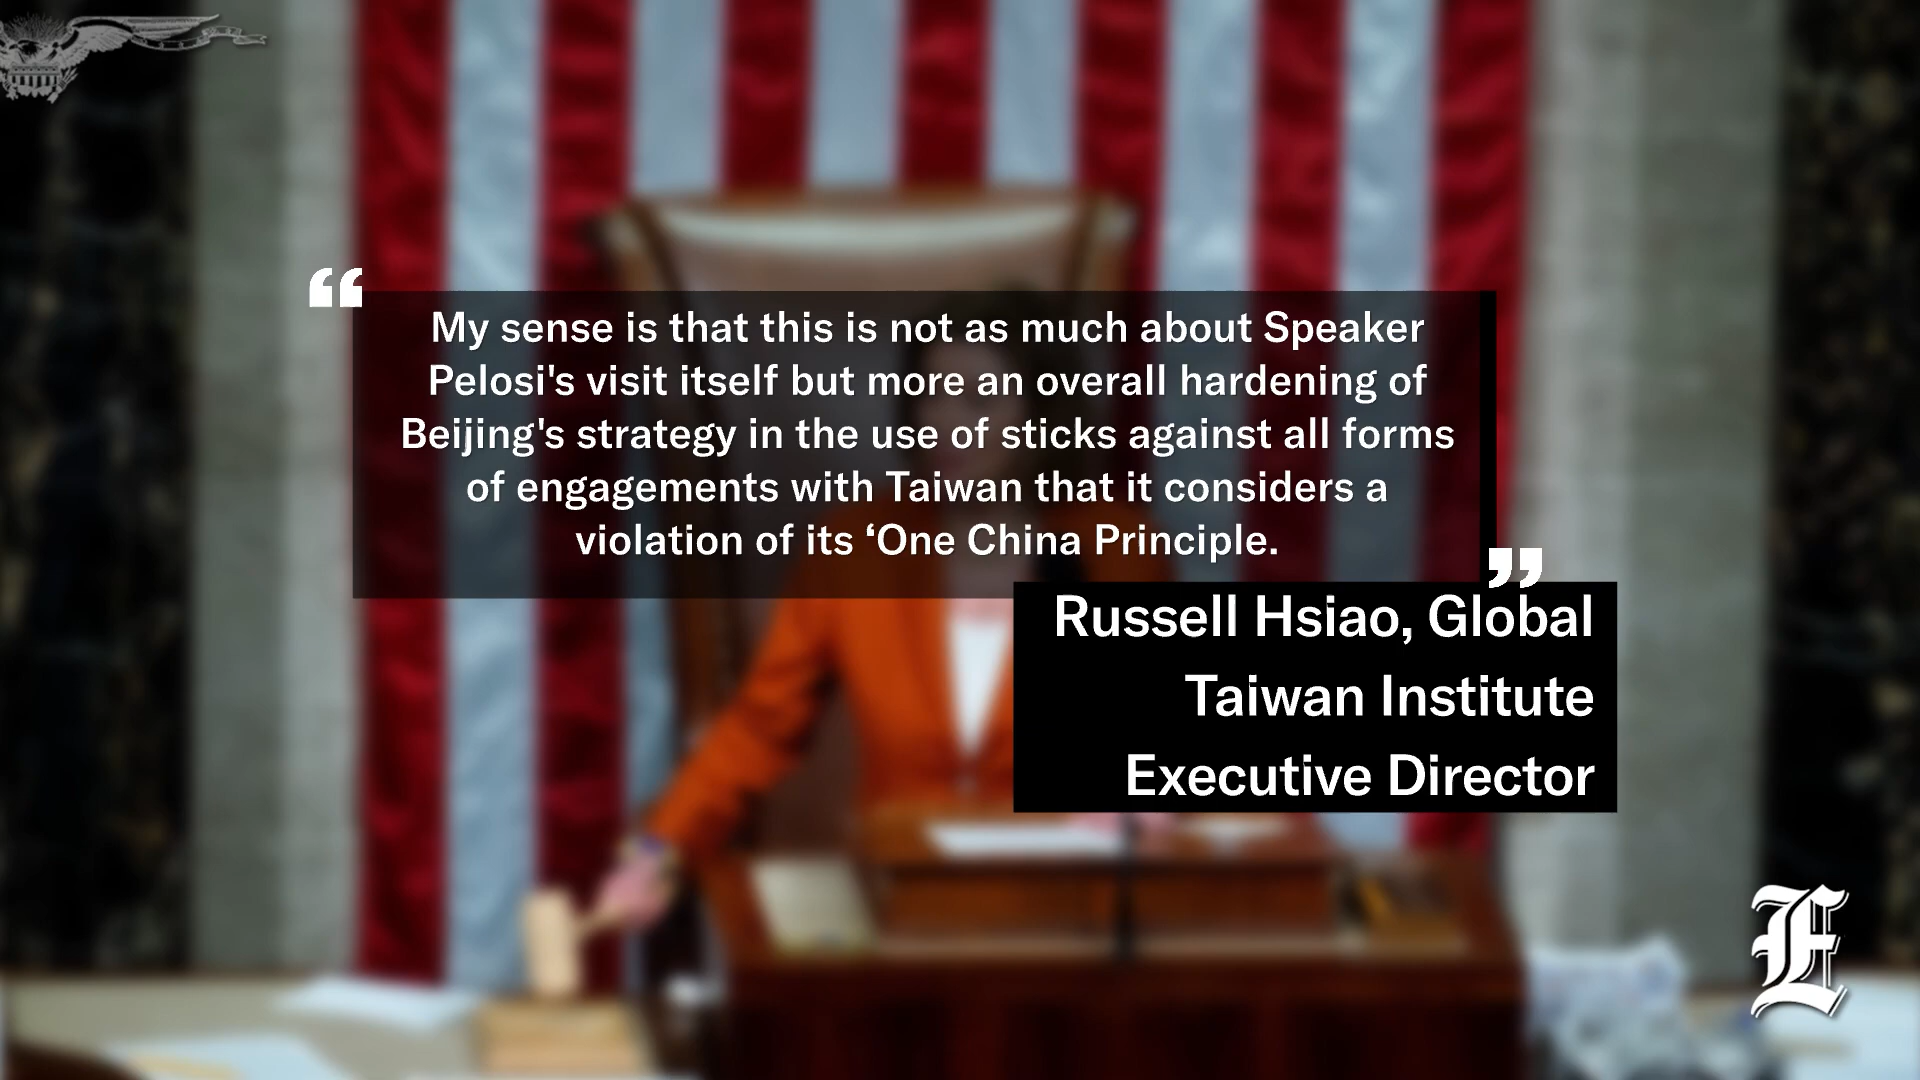 “
My sense is that this is not as much about Speaker
Pelosi's visit itself but more an overall hardening of
Beijing's strategy in the use of sticks against all forms
of engagements with Taiwan that it considers a
violation of its ‘One China Principle.
”
Russell Hsiao, Global
Taiwan Institute
Executive Director
E